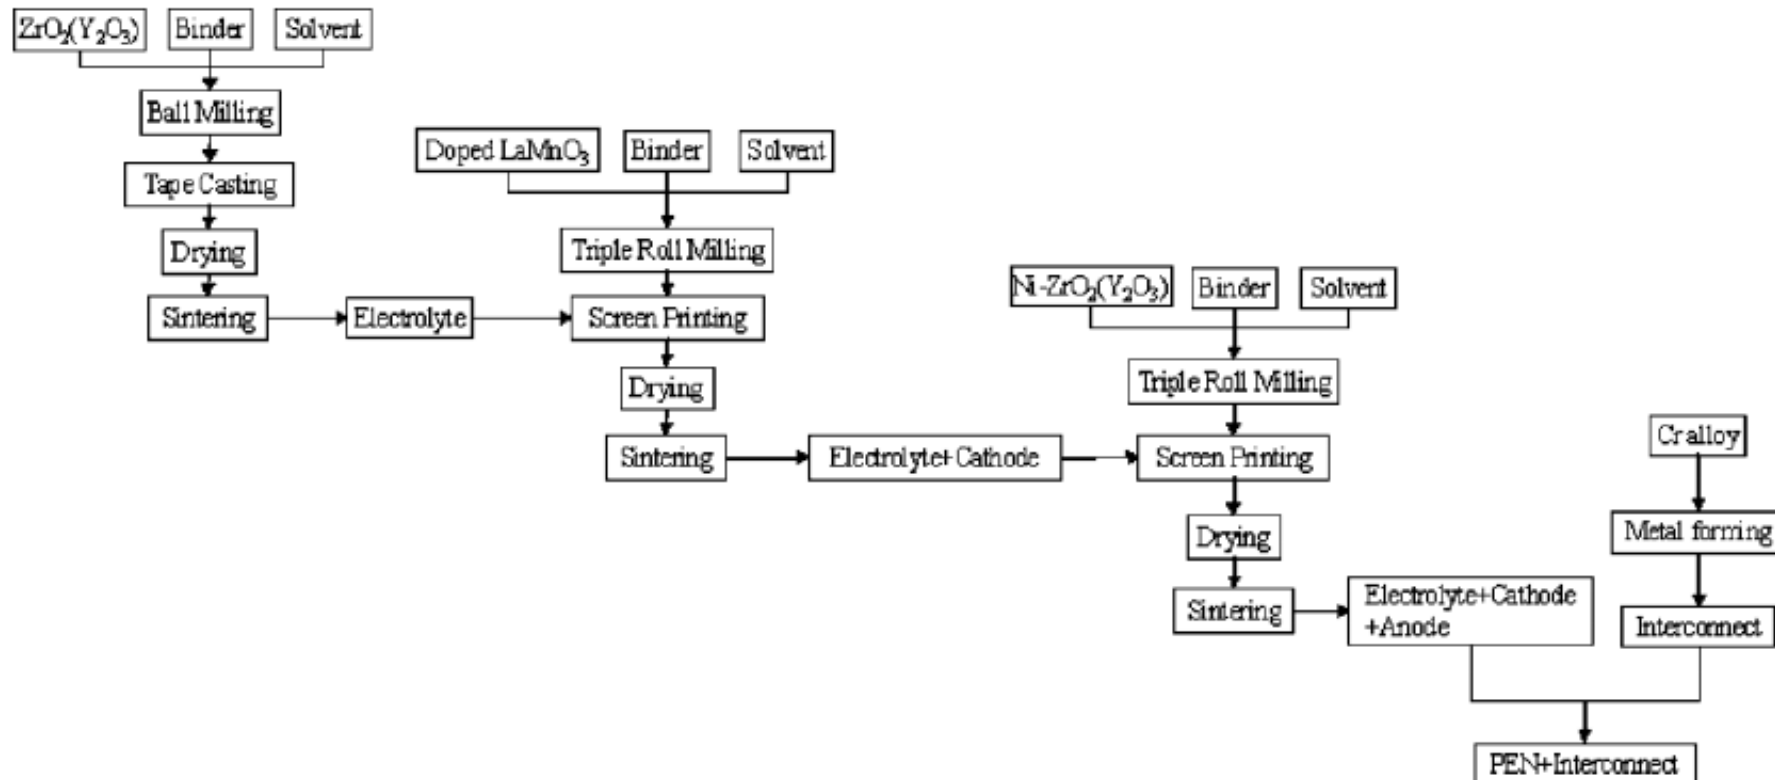 ZrO₂(Y₂O₃)
Binder
Solvent
Ball Milling
Tape Casting
Drying
Sintering
Electrolyte
Doped LaMnO₃
Binder
Solvent
Triple Roll Milling
Screen Printing
Drying
Sintering
Electrolyte+Cathode
Ni-ZrO₂(Y₂O₃)
Binder
Solvent
Triple Roll Milling
Screen Printing
Drying
Sintering
Electrolyte+Cathode
+Anode
Cralloy
Metal forming
Interconnect
PEN+Interconnect